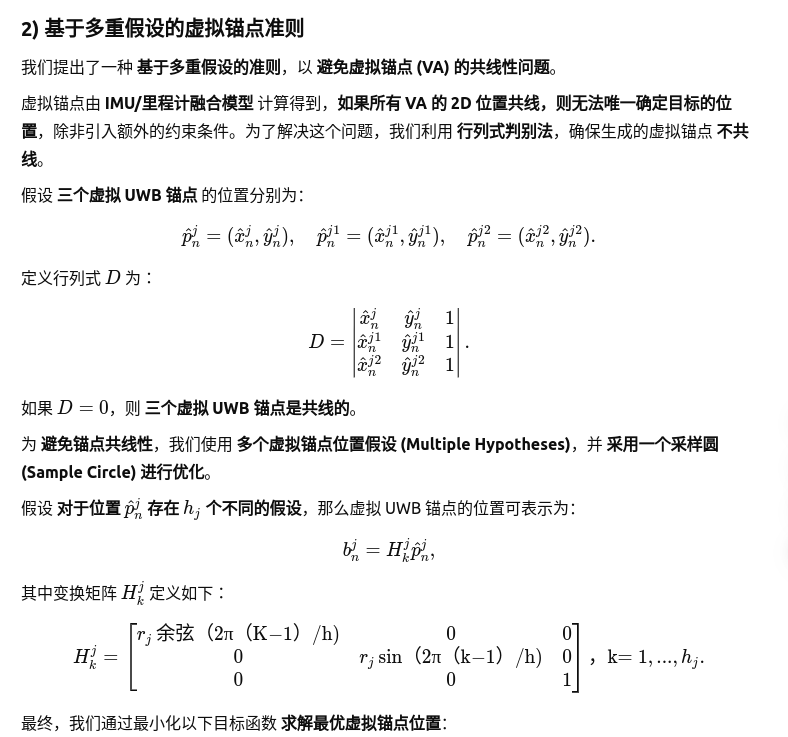 2) 基于多重假设的虚拟锚点准则
我们提出了一种 基于多重假设的准则，以 避免虚拟锚点 (VA) 的共线性问题。
虚拟锚点由 IMU/里程计融合模型 计算得到，如果所有 VA 的 2D 位置共线，则无法唯一确定目标的位
置，除非引入额外的约束条件。为了解决这个问题，我们利用 行列式判别法，确保生成的虚拟锚点 不共
线。
假设 三个虚拟 UWB 锚点 的位置分别为：
$\hat{p}_n^j = (\hat{x}_n^j, \hat{y}_n^j), \quad \hat{p}_n^{j1} = (\hat{x}_n^{j1}, \hat{y}_n^{j1}), \quad \hat{p}_n^{j2} = (\hat{x}_n^{j2}, \hat{y}_n^{j2}).$
定义行列式 $D$ 为：
$D = \begin{vmatrix} \hat{x}_n^j & \hat{y}_n^j & 1 \\ \hat{x}_n^{j1} & \hat{y}_n^{j1} & 1 \\ \hat{x}_n^{j2} & \hat{y}_n^{j2} & 1 \end{vmatrix}.$
如果 $D = 0$，则 三个虚拟 UWB 锚点是共线的。
为 避免锚点共线性，我们使用 多个虚拟锚点位置假设 (Multiple Hypotheses)，并 采用一个采样圆
(Sample Circle) 进行优化。
假设 对于位置 $\hat{p}_n^j$ 存在 $h_j$ 个不同的假设，那么虚拟 UWB 锚点的位置可表示为：
$b_n^j = H_k^j \hat{p}_n^j,$
其中变换矩阵 $H_k^j$ 定义如下：
$H_k^j = \begin{bmatrix} r_j 余弦（2π（K−1）/h) & 0 & 0 \\ 0 & r_j \sin（2π（k−1）/h) & 0 \\ 0 & 0 & 1 \end{bmatrix}，k= 1, ..., h_j.$
最终，我们通过最小化以下目标函数 求解最优虚拟锚点位置：